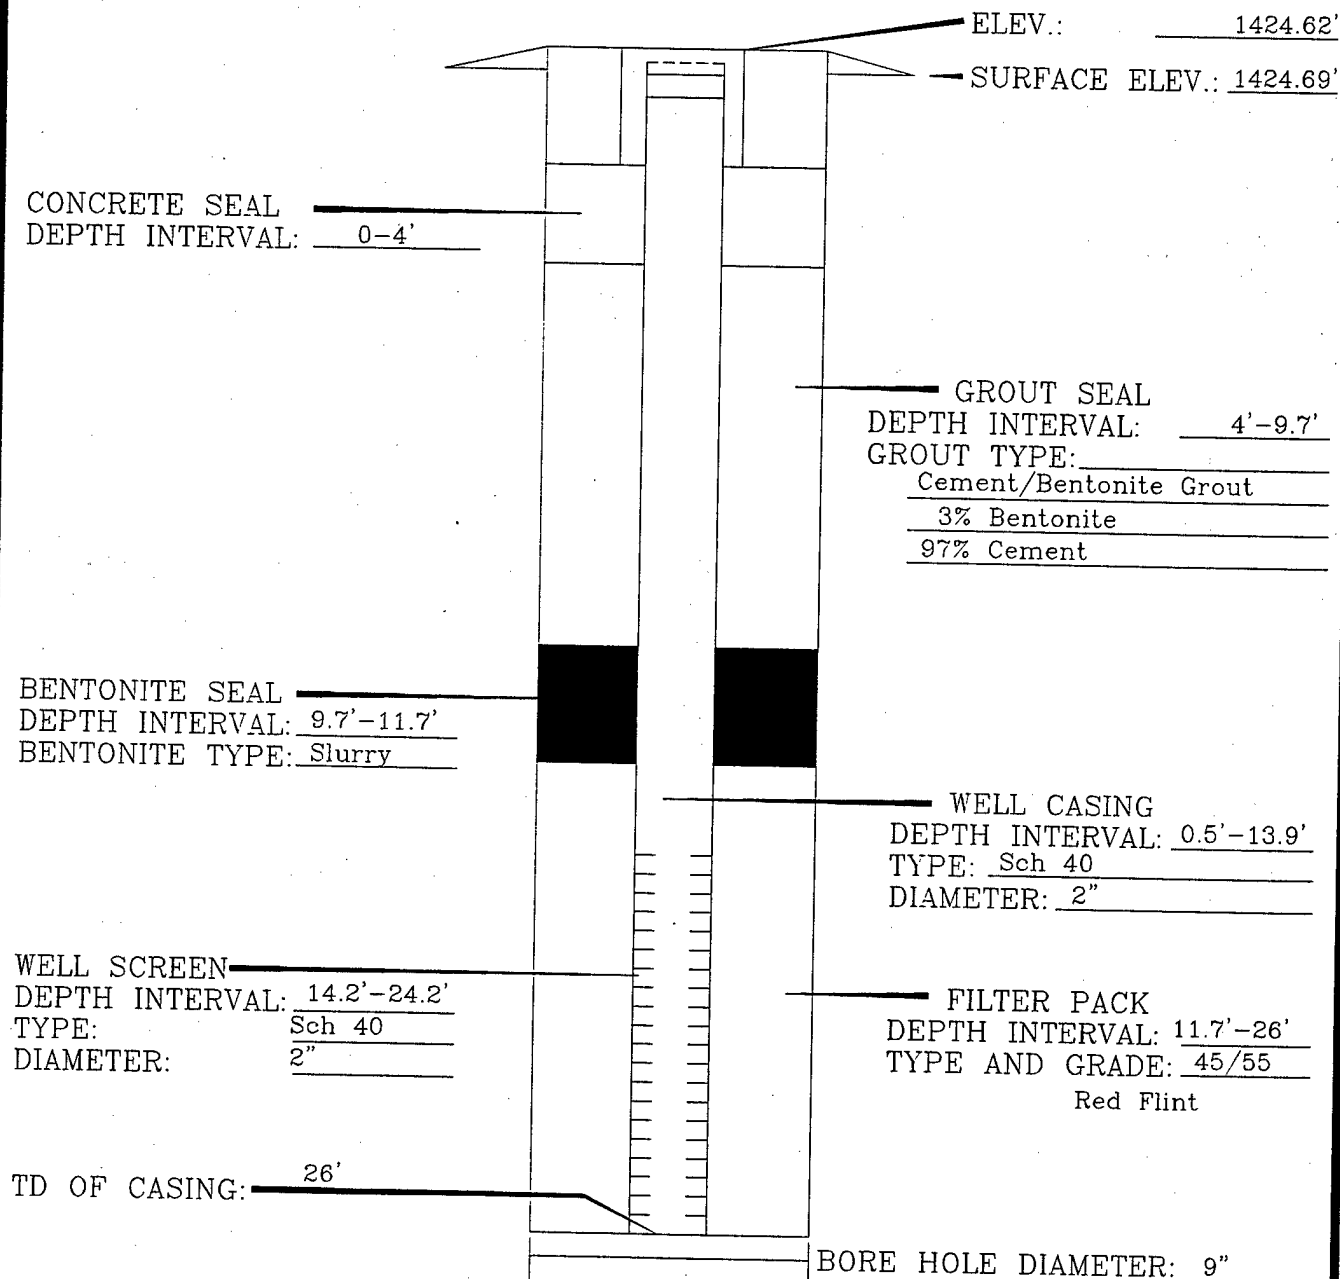 ELEV.: 1424.62'
SURFACE ELEV.: 1424.69'
CONCRETE SEAL
DEPTH INTERVAL: 0-4'
GROUT SEAL
DEPTH INTERVAL: 4'-9.7'
GROUT TYPE:
Cement/Bentonite Grout
3% Bentonite
97% Cement
BENTONITE SEAL
DEPTH INTERVAL: 9.7'-11.7'
BENTONITE TYPE: Slurry
WELL CASING
DEPTH INTERVAL: 0.5'-13.9'
TYPE: Sch 40
DIAMETER: 2"
WELL SCREEN
DEPTH INTERVAL: 14.2'-24.2'
TYPE: Sch 40
DIAMETER: 2"
FILTER PACK
DEPTH INTERVAL: 11.7'-26'
TYPE AND GRADE: 45/55
Red Flint
TD OF CASING: 26'
BORE HOLE DIAMETER: 9"